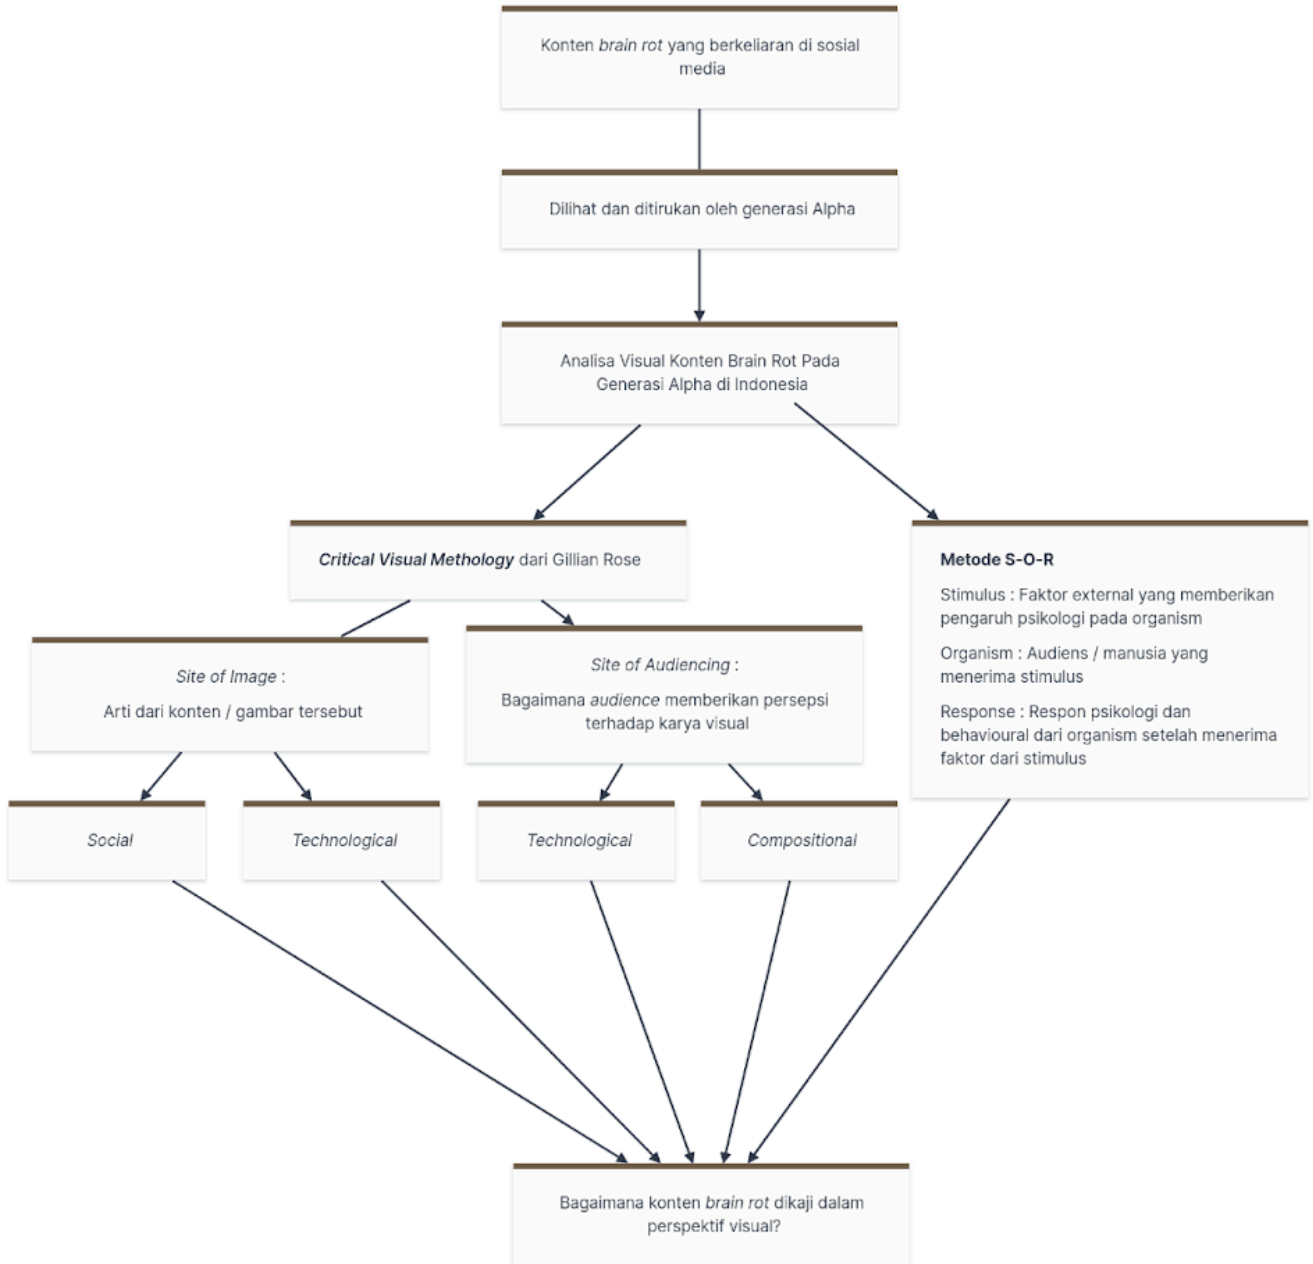 Konten brain rot yang berkeliaran di sosial
media
Dilihat dan ditirukan oleh generasi Alpha
Analisa Visual Konten Brain Rot Pada
Generasi Alpha di Indonesia
Critical Visual Methology dari Gillian Rose
Site of Image :
Arti dari konten / gambar tersebut
Site of Audiencing :
Bagaimana audience memberikan persepsi
terhadap karya visual
Metode S-O-R
Stimulus : Faktor external yang memberikan
pengaruh psikologi pada organism
Organism : Audiens / manusia yang
menerima stimulus
Response : Respon psikologi dan
behavioural dari organism setelah menerima
faktor dari stimulus
Social
Technological
Technological
Compositional
Bagaimana konten brain rot dikaji dalam
perspektif visual?